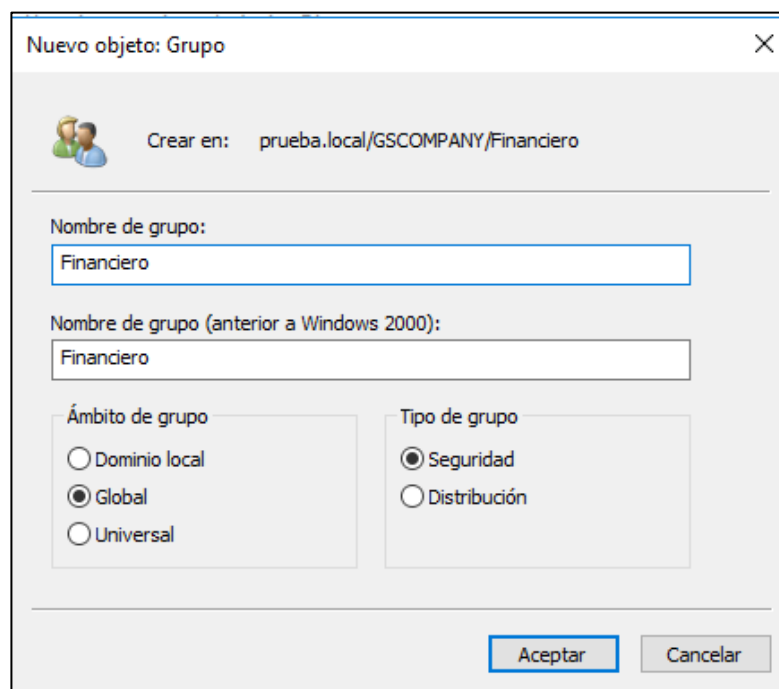 Nuevo objeto: Grupo
Crear en: prueba.local/GSCOMPANY/Financiero
Nombre de grupo:
Financiero
Nombre de grupo (anterior a Windows 2000):
Financiero
Ámbito de grupo
Dominio local
Global
Universal
Tipo de grupo
Seguridad
Distribución
Aceptar
Cancelar